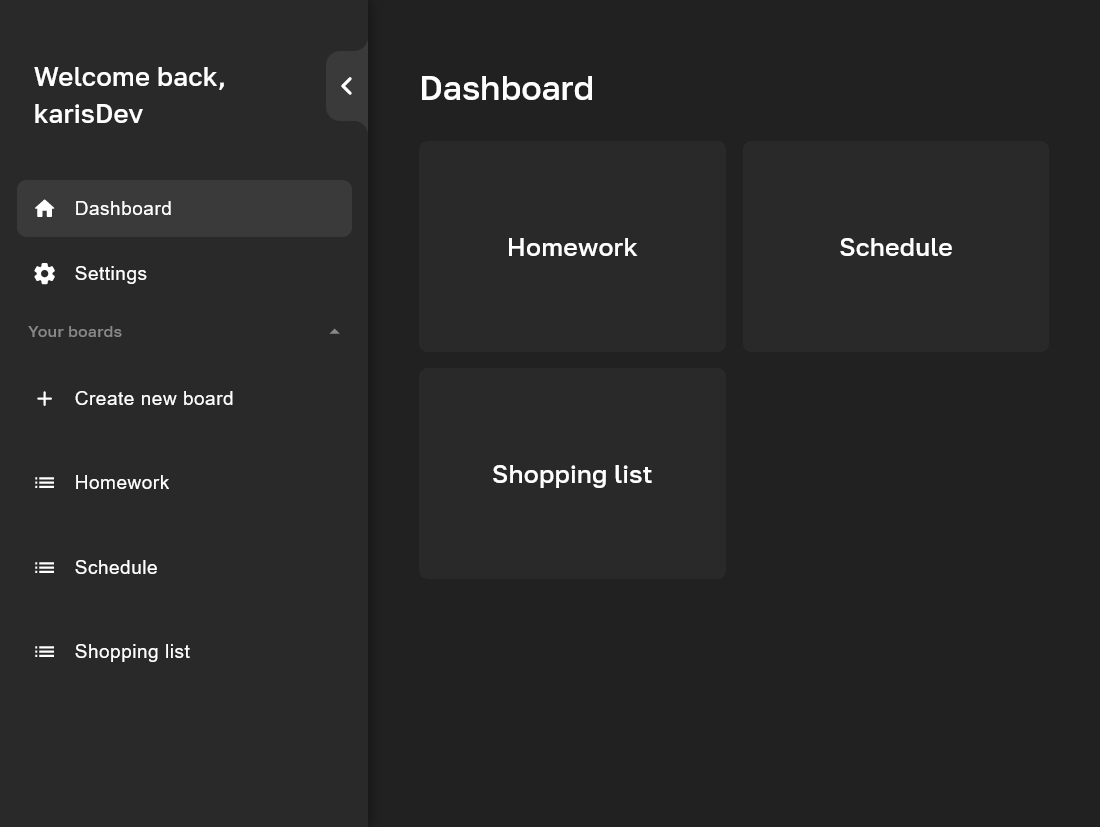 Welcome back,
karisDev
Dashboard
Settings
Your boards
Create new board
Homework
Schedule
Shopping list
Dashboard
Homework
Schedule
Shopping list